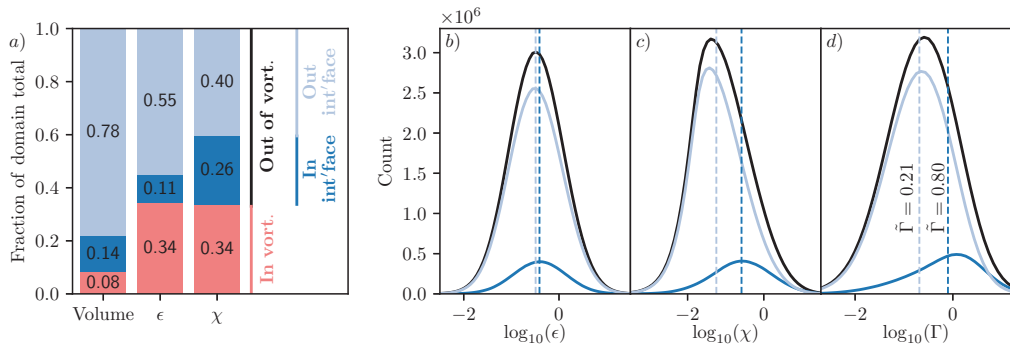 a)
Fraction of domain total
1.0
0.8
0.6
0.4
0.2
0.0
0.78
0.14
0.08
0.55
0.11
0.34
0.40
0.26
0.34
Volume
ϵ
χ
Out of vort.
In vort.
Out
int′face
In
int′face
×10⁶
b)
c)
d)
Count
3.0
2.5
2.0
1.5
1.0
0.5
0.0
−2
0
log₁₀(ϵ)
−2
0
log₁₀(χ)
Γ̃ = 0.21
Γ̃ = 0.80
−2
0
log₁₀(Γ)